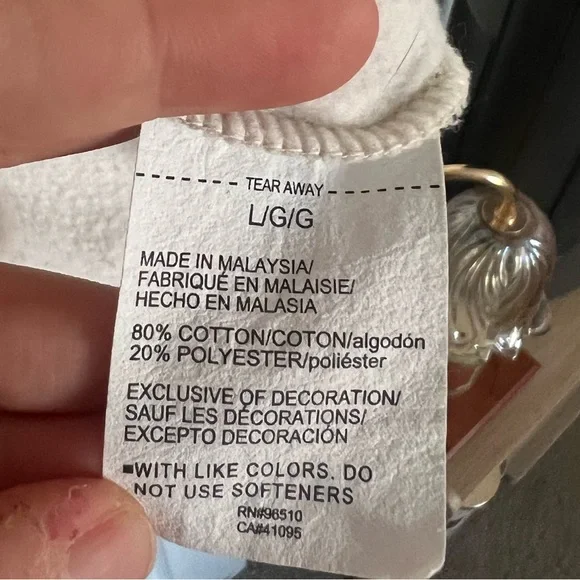 TEAR AWAY
L/G/G
MADE IN MALAYSIA/
FABRIQUÉ EN MALAISIE/
HECHO EN MALASIA
80% COTTON/COTON/algodón
20% POLYESTER/poliéster
EXCLUSIVE OF DECORATION/
SAUF LES DÉCORATIONS/
EXCEPTO DECORACIÓN
▪WITH LIKE COLORS. DO
NOT USE SOFTENERS
RN#96510
CA#41095